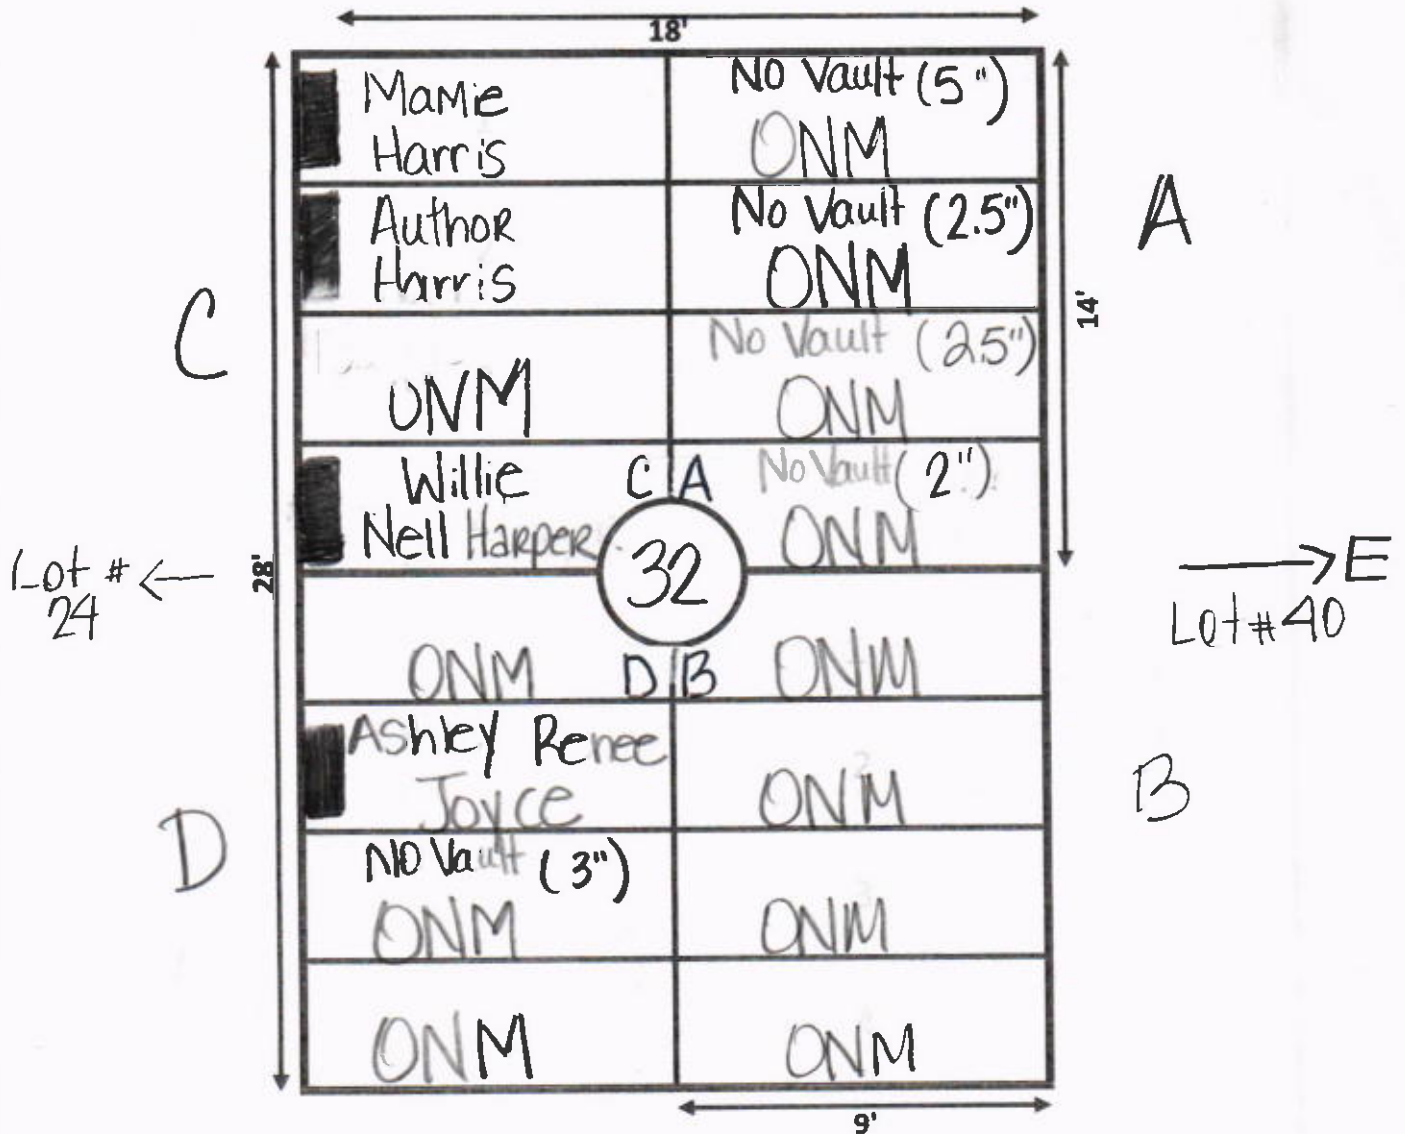 18'
Mamie
Harris
No Vault (5")
ONM
Author
Harris
No Vault (2.5")
ONM
A
C
14'
ONM
No Vault (2.5")
ONM
Willie
Nell Harper
C A
No Vault (2")
ONM
Lot # ←
24
28'
32
→ E
Lot # 40
ONM
D B
ONM
Ashley Renee
Joyce
ONM
B
D
No Vault (3")
ONM
ONM
ONM
ONM
9'